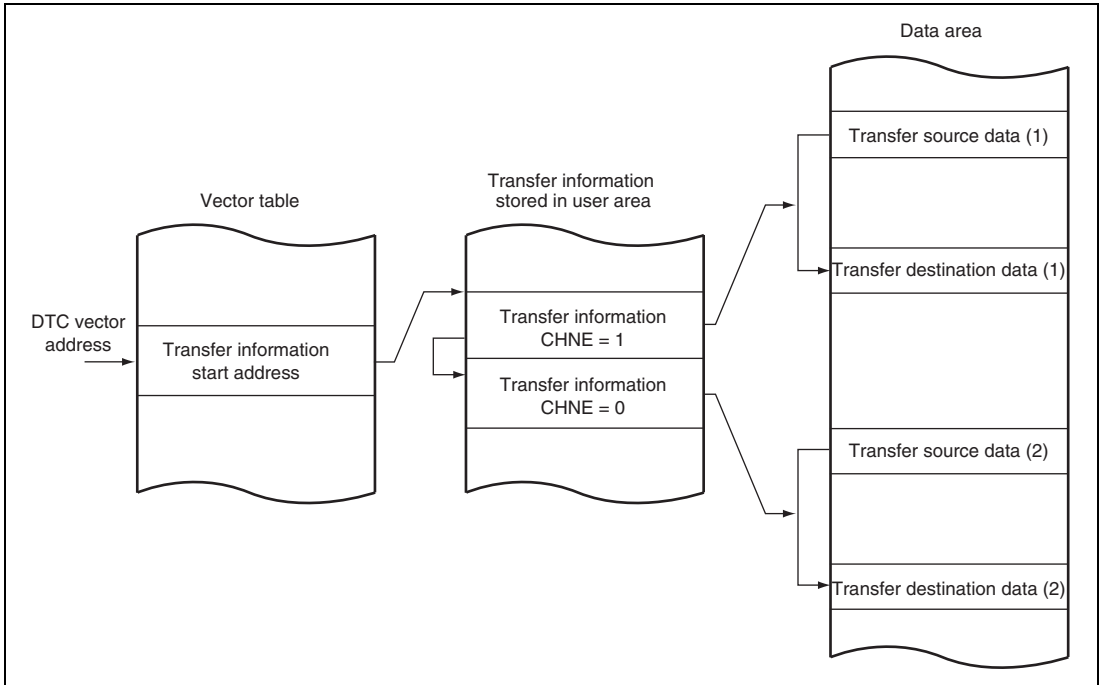 Data area
Transfer source data (1)
Transfer destination data (1)
Transfer source data (2)
Transfer destination data (2)
Transfer information
stored in user area
Transfer information
CHNE = 1
Transfer information
CHNE = 0
Vector table
DTC vector
address
Transfer information
start address